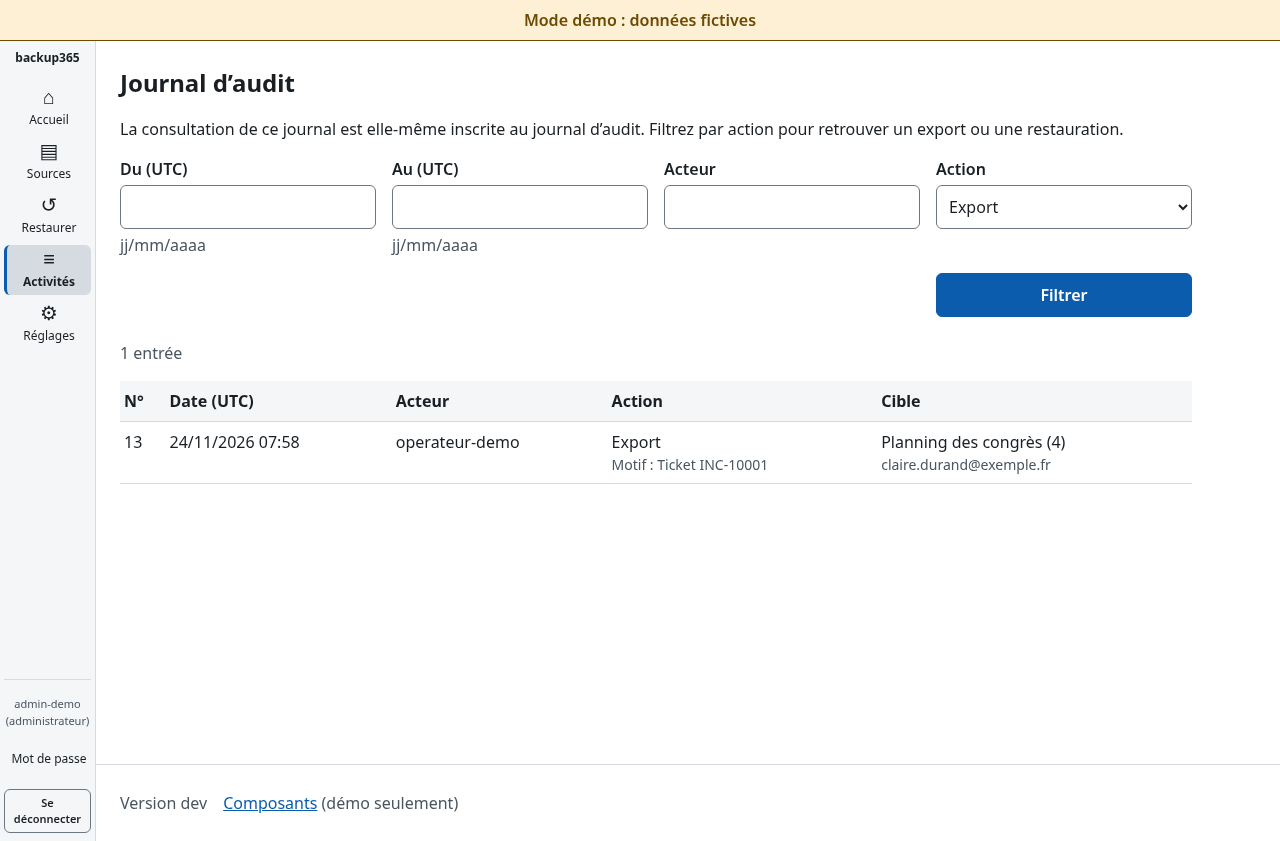 Mode démo : données fictives
backup365
Accueil
Sources
Restaurer
Activités
Réglages
admin-demo
(administrateur)
Mot de passe
Se
déconnecter
Journal d’audit
La consultation de ce journal est elle-même inscrite au journal d’audit. Filtrez par action pour retrouver un export ou une restauration.
Du (UTC) Au (UTC) Acteur Action
Export
jj/mm/aaaa jj/mm/aaaa
Filtrer
1 entrée
N° Date (UTC) Acteur Action Cible
13 24/11/2026 07:58 operateur-demo Export Planning des congrès (4)
Motif : Ticket INC-10001 claire.durand@exemple.fr
Version dev Composants (démo seulement)